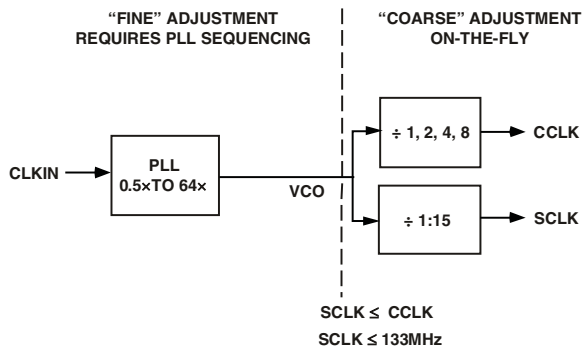 “FINE” ADJUSTMENT
REQUIRES PLL SEQUENCING
“COARSE” ADJUSTMENT
ON-THE-FLY
CLKIN
PLL
0.5×TO 64×
VCO
÷ 1, 2, 4, 8
CCLK
÷ 1:15
SCLK
SCLK ≤ CCLK
SCLK ≤ 133MHz